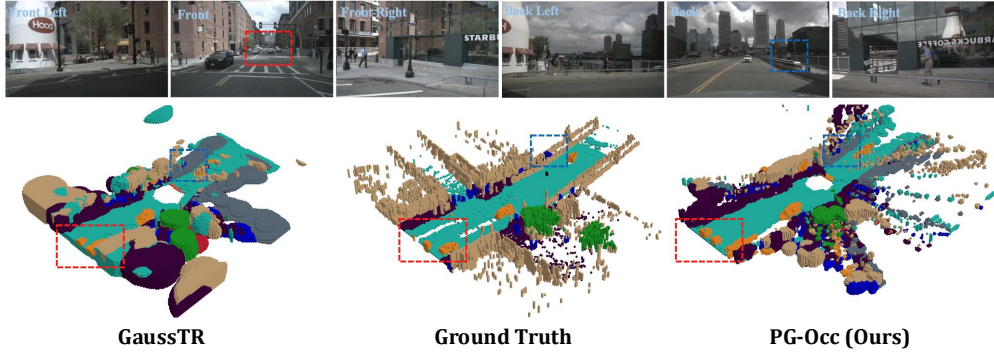 Front Left
Front
Front Right
Back Left
Back
Back Right
HOOD
STARB
STARBUCKS COFFEE
GaussTR
Ground Truth
PG-Occ (Ours)